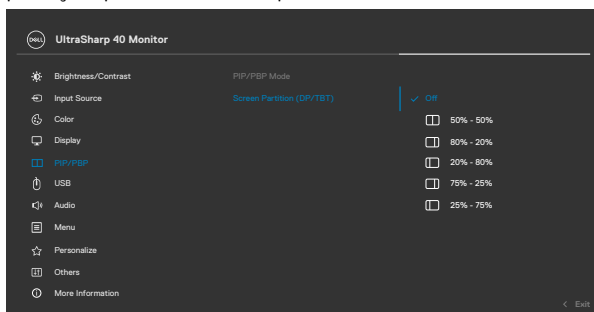 DELL UltraSharp 40 Monitor
Brightness/Contrast PIP/PBP Mode
Input Source Screen Partition (DP/TBT) Off
Color 50% - 50%
Display 80% - 20%
PIP/PBP 20% - 80%
USB 75% - 25%
Audio 25% - 75%
Menu
Personalize
Others
More Information
Exit